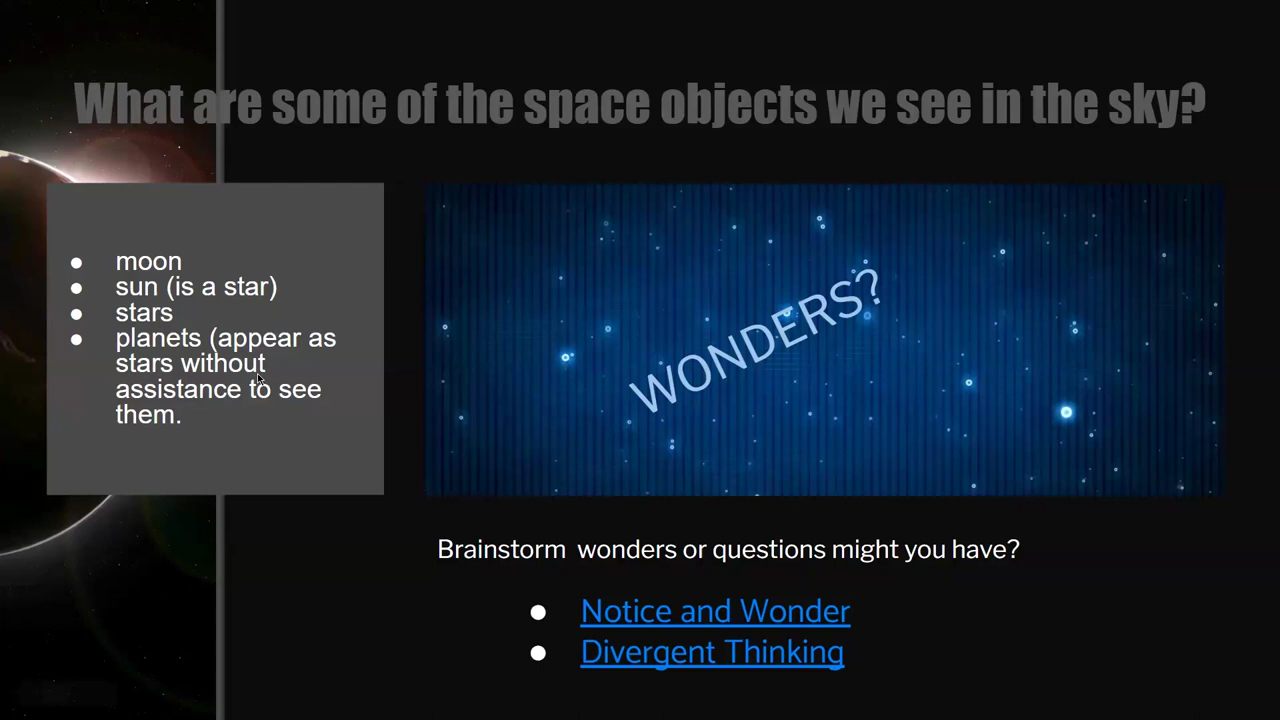 What are some of the space objects we see in the sky?
● moon
● sun (is a star)
● stars
● planets (appear as
stars without
assistance to see
them.
WONDERS?
Brainstorm  wonders or questions might you have?
● Notice and Wonder
● Divergent Thinking